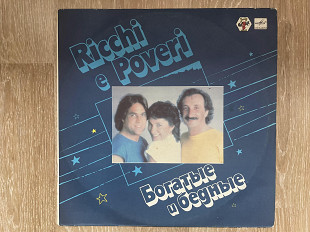 Ricchi
e Poveri
Богатые
и бедные